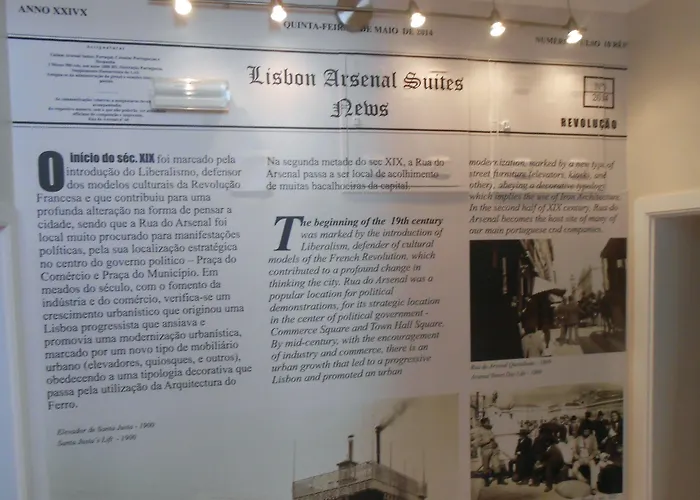 ANNO XXIVX
QUINTA-FEIRA DE MAIO DE 2014
Lisbon Arsenal Suites
News
2014
REVOLUÇÃO
O início do séc. XIX foi marcado pela
introdução do Liberalismo, defensor
dos modelos culturais da Revolução
Francesa e que contribuiu para uma
profunda alteração na forma de pensar a
cidade, sendo que a Rua do Arsenal foi
local muito procurado para manifestações
políticas, pela sua localização estratégica
no centro do governo politico – Praça do
Comércio e Praça do Município. Em
meados do século, com o fomento da
indústria e do comércio, verifica-se um
crescimento urbanístico que originou uma
Lisboa progressista que ansiava e
promovia uma modernização urbanística,
marcado por um novo tipo de mobiliário
urbano (elevadores, quiosques, e outros),
obedecendo a uma tipologia decorativa que
passa pela utilização da Arquitectura do
Ferro.
Elevador de Santa Justa - 1900
Santa Justa's Lift - 1900
Na segunda metade do sec XIX, a Rua do
Arsenal passa a ser local de acolhimento
de muitas bacalhoeiras da capital.
The beginning of the 19th century
was marked by the introduction of
Liberalism, defender of cultural
models of the French Revolution, which
contributed to a profound change in
thinking the city. Rua do Arsenal was a
popular location for political
demonstrations, for its strategic location
in the center of political government -
Commerce Square and Town Hall Square.
By mid-century, with the encouragement
of industry and commerce, there is an
urban growth that led to a progressive
Lisbon and promoted an urban
modernization, marked by a new type of
street furniture (elevators, kiosks, and
other), obeying a decorative typology
which implies the use of Iron Architecture.
In the second half of XIX century, Rua do
Arsenal becomes the host site of many of
our main portuguese cod companies.
Rua do Arsenal
Arsenal Street